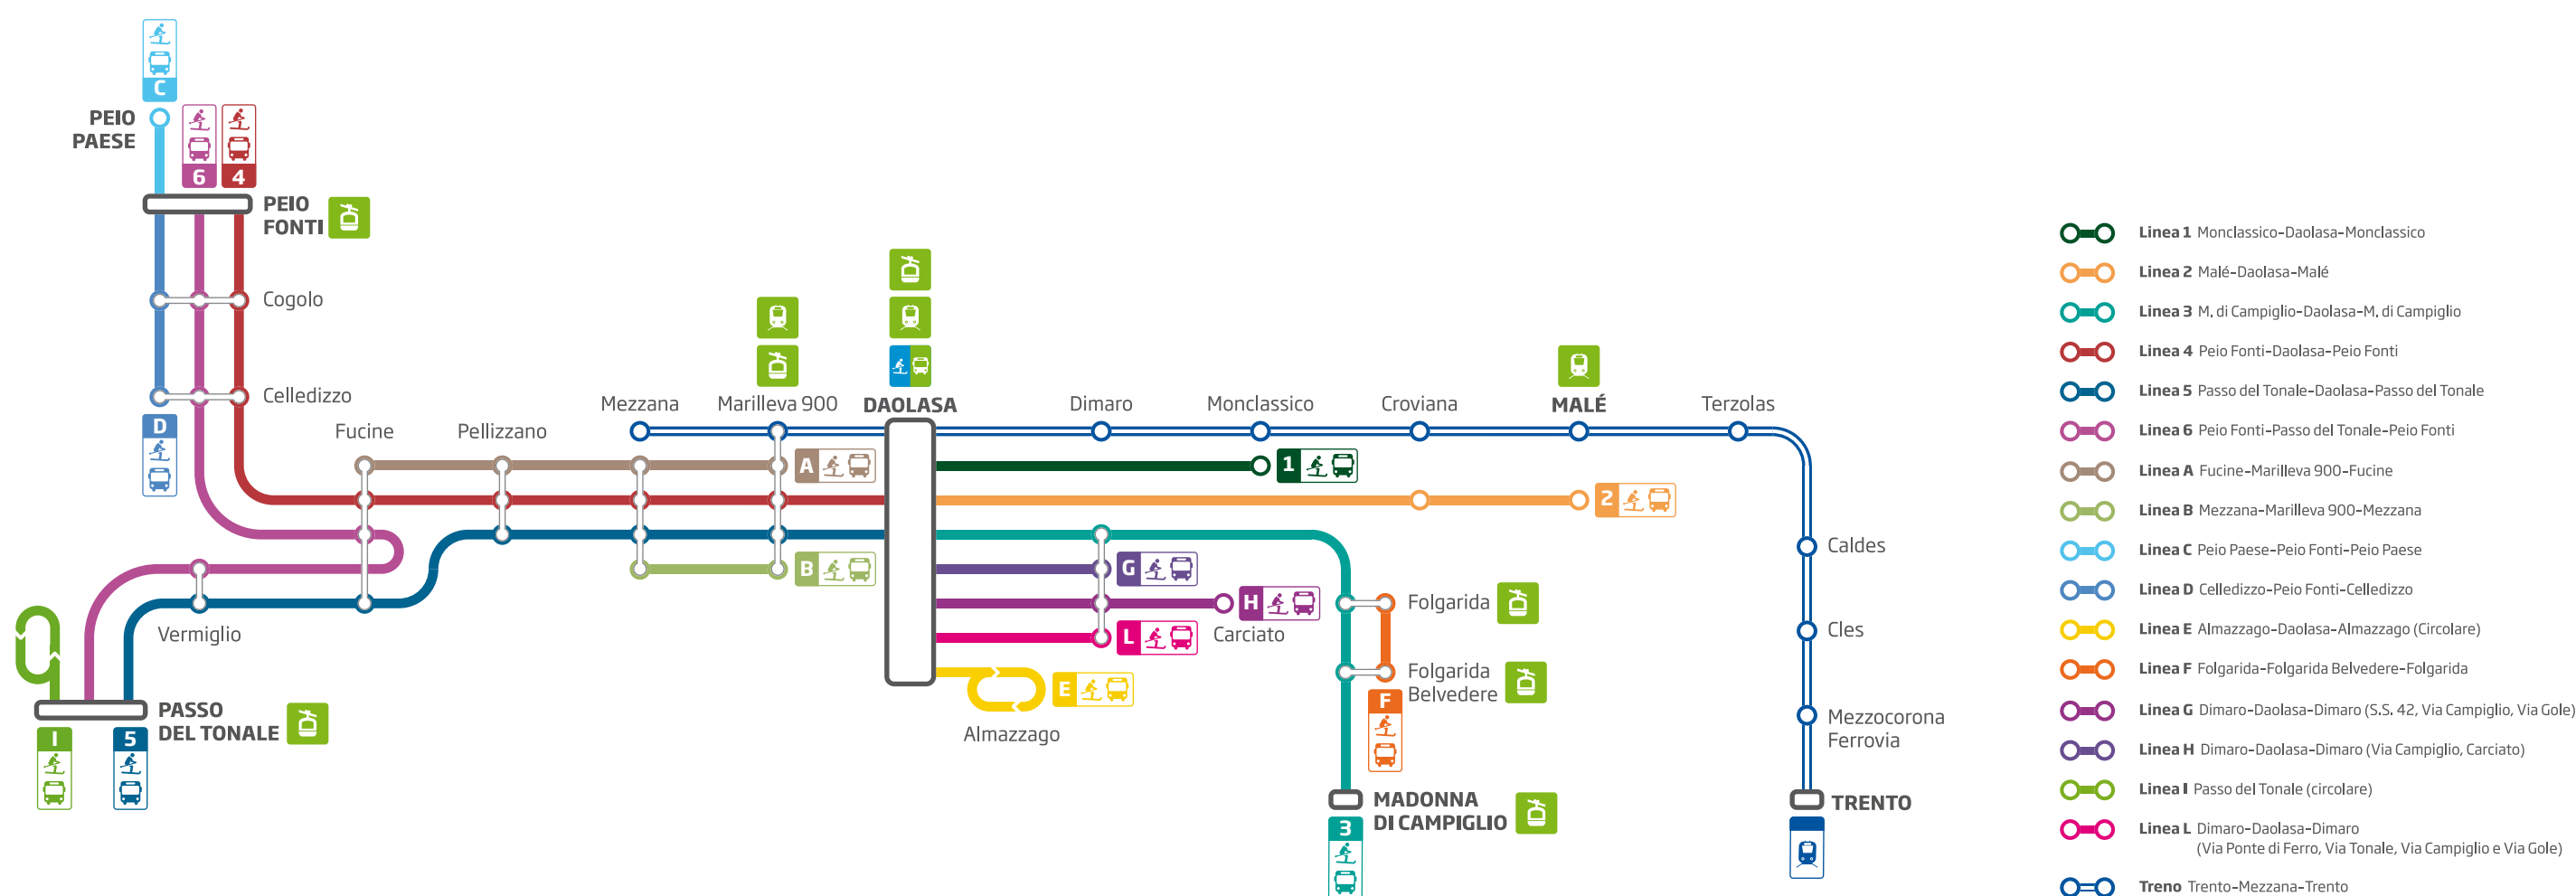 C
PEIO
PAESE
6
4
PEIO
FONTI
Cogolo
Celledizzo
D
Fucine
Pellizzano
Mezzana
Marilleva 900
DAOLASA
Dimaro
Monclassico
Croviana
MALÉ
Terzolas
A
1
2
B
G
H
L
Carciato
E
Almazzago
Vermiglio
PASSO
DEL TONALE
I
5
Folgarida
Folgarida
Belvedere
F
MADONNA
DI CAMPIGLIO
3
Caldes
Cles
Mezzocorona
Ferrovia
TRENTO
Linea 1 Monclassico-Daolasa-Monclassico
Linea 2 Malé-Daolasa-Malé
Linea 3 M. di Campiglio-Daolasa-M. di Campiglio
Linea 4 Peio Fonti-Daolasa-Peio Fonti
Linea 5 Passo del Tonale-Daolasa-Passo del Tonale
Linea 6 Peio Fonti-Passo del Tonale-Peio Fonti
Linea A Fucine-Marilleva 900-Fucine
Linea B Mezzana-Marilleva 900-Mezzana
Linea C Peio Paese-Peio Fonti-Peio Paese
Linea D Celledizzo-Peio Fonti-Celledizzo
Linea E Almazzago-Daolasa-Almazzago (Circolare)
Linea F Folgarida-Folgarida Belvedere-Folgarida
Linea G Dimaro-Daolasa-Dimaro (S.S. 42, Via Campiglio, Via Gole)
Linea H Dimaro-Daolasa-Dimaro (Via Campiglio, Carciato)
Linea I Passo del Tonale (circolare)
Linea L Dimaro-Daolasa-Dimaro
(Via Ponte di Ferro, Via Tonale, Via Campiglio e Via Gole)
Treno Trento-Mezzana-Trento